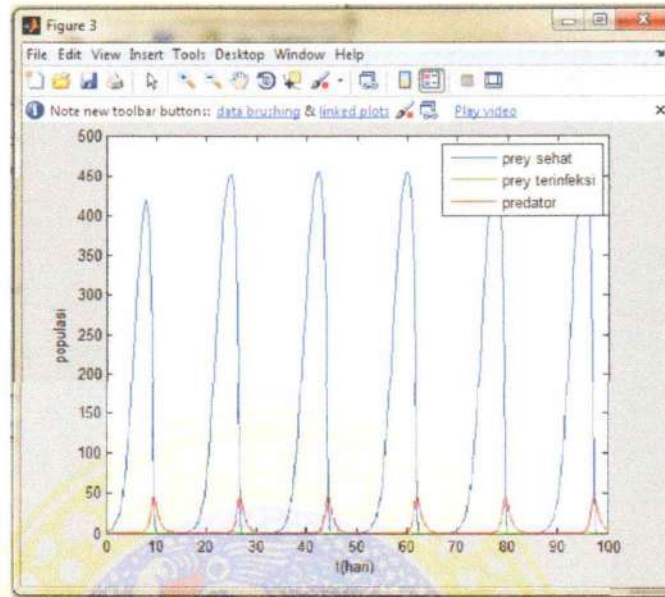 Figure 3
File Edit View Insert Tools Desktop Window Help
Note new toolbar buttons: data brushing & linked plots Play video
500
450
400
350
300
250
200
150
100
50
0
populasi
prey sehat
prey terinfeksi
predator
0 10 20 30 40 50 60 70 80 90 100
t(hari)